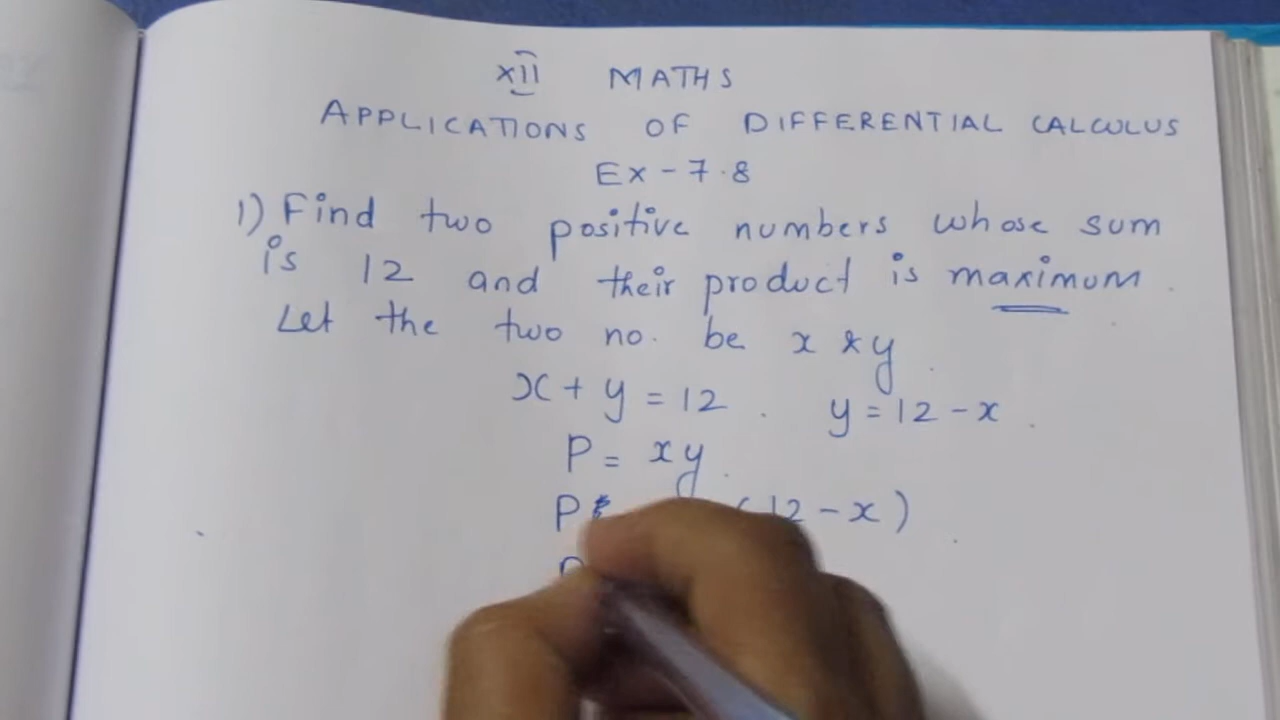 XII MATHS
APPLICATIONS OF DIFFERENTIAL CALCULUS
Ex - 7.8
1) Find two positive numbers whose sum
is 12 and their product is maximum.
Let the two no. be x & y.
x + y = 12. y = 12 - x.
P = xy.
P (12 - x)